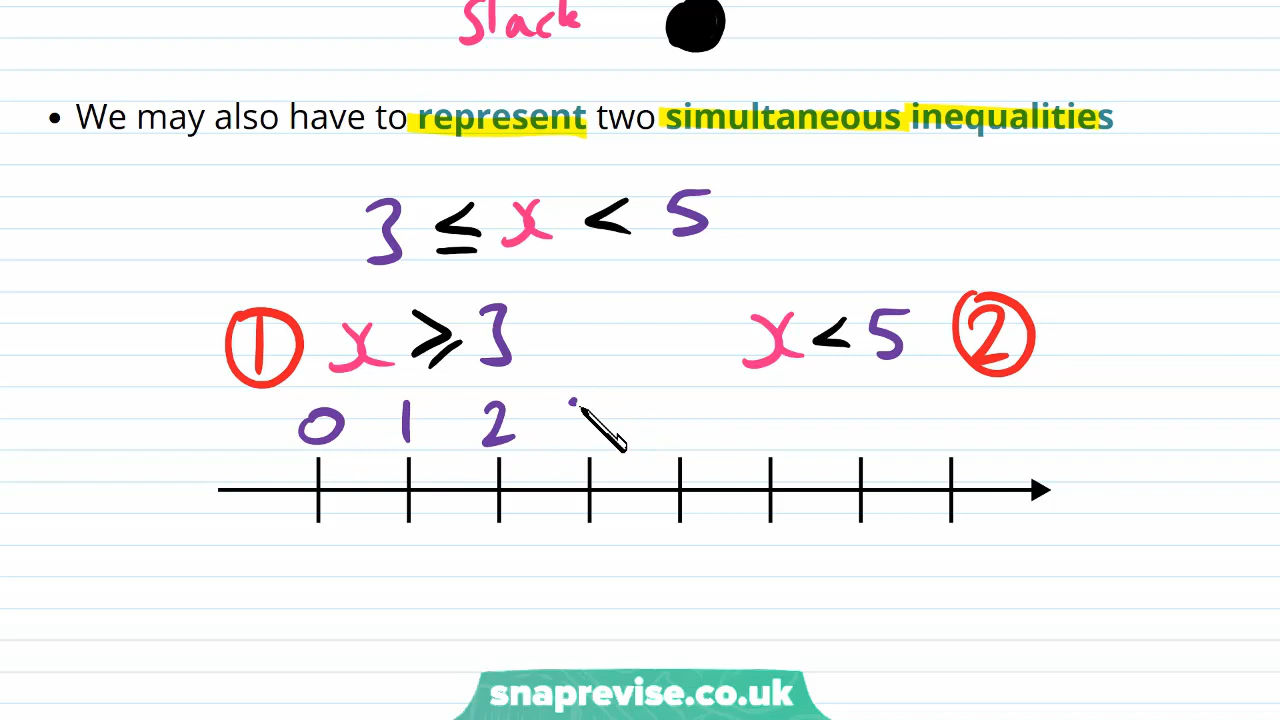 Slack
• We may also have to represent two simultaneous inequalities
3 ≤ x < 5
① x ≥ 3 x < 5 ②
0 1 2
snaprevise.co.uk